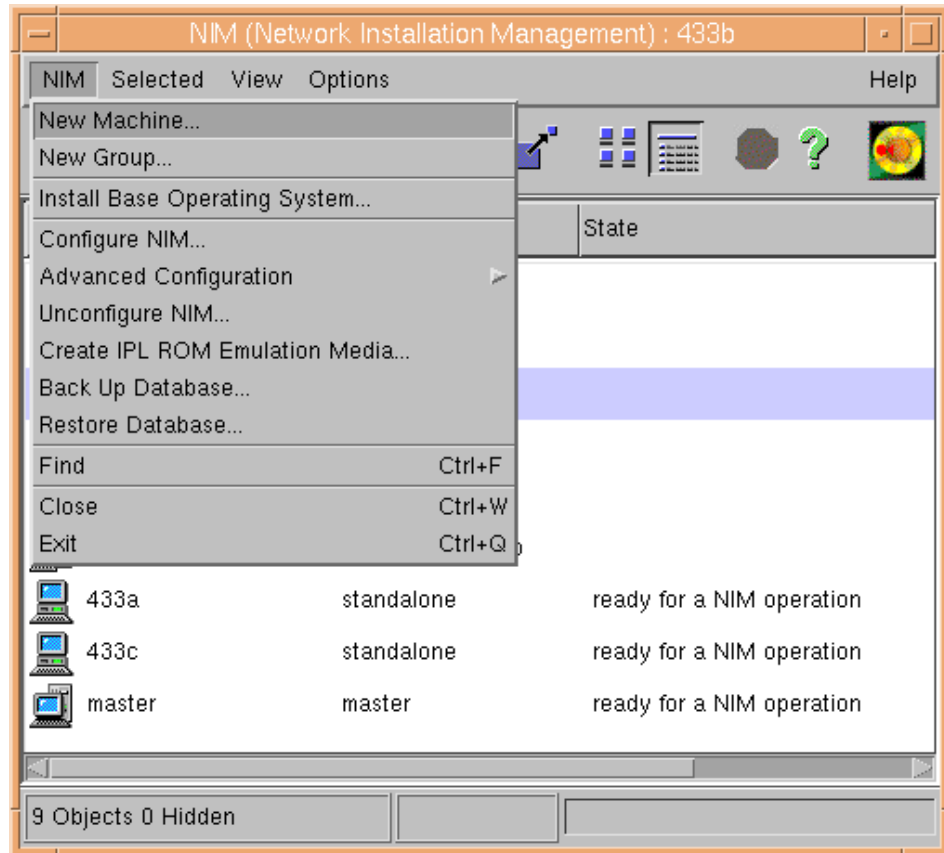 NIM (Network Installation Management) : 433b
NIM Selected View Options Help
New Machine...
New Group...
Install Base Operating System...
State
Configure NIM...
Advanced Configuration
Unconfigure NIM...
Create IPL ROM Emulation Media...
Back Up Database...
Restore Database...
Find Ctrl+F
Close Ctrl+W
Exit Ctrl+Q
433a standalone ready for a NIM operation
433c standalone ready for a NIM operation
master master ready for a NIM operation
9 Objects 0 Hidden